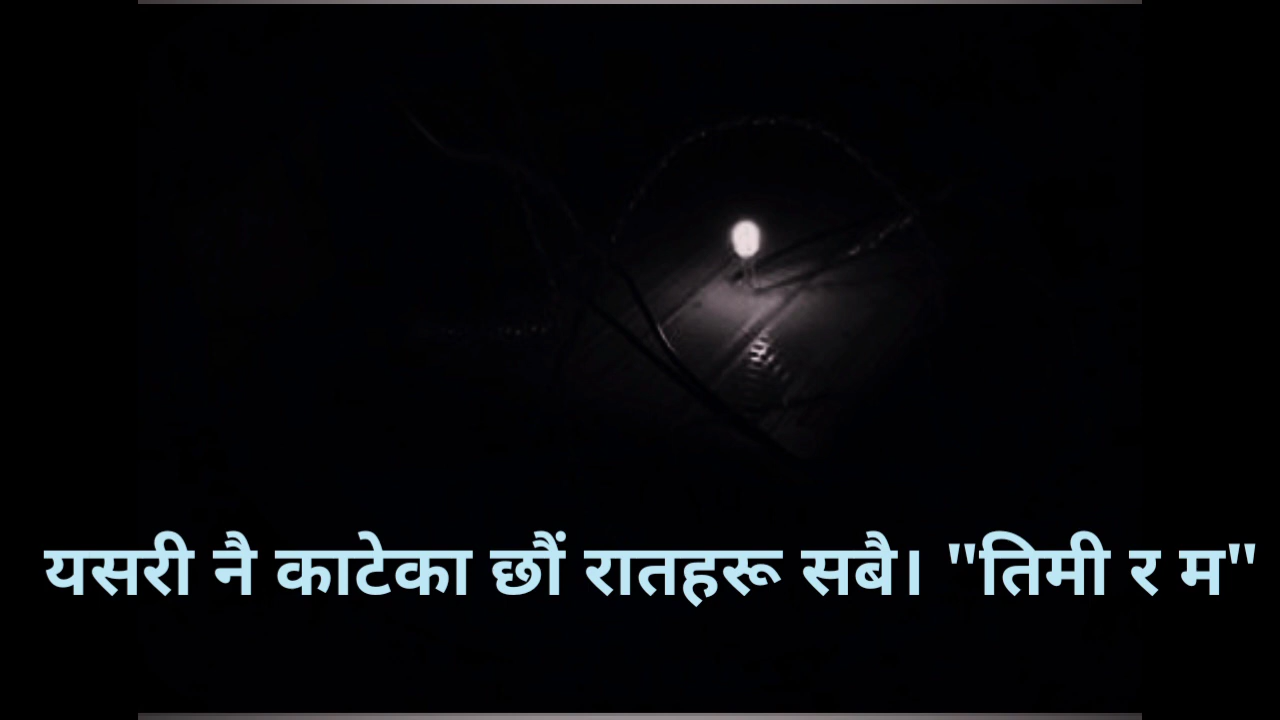 यसरी नै काटेका छौं रातहरू सबै। "तिमी र म"